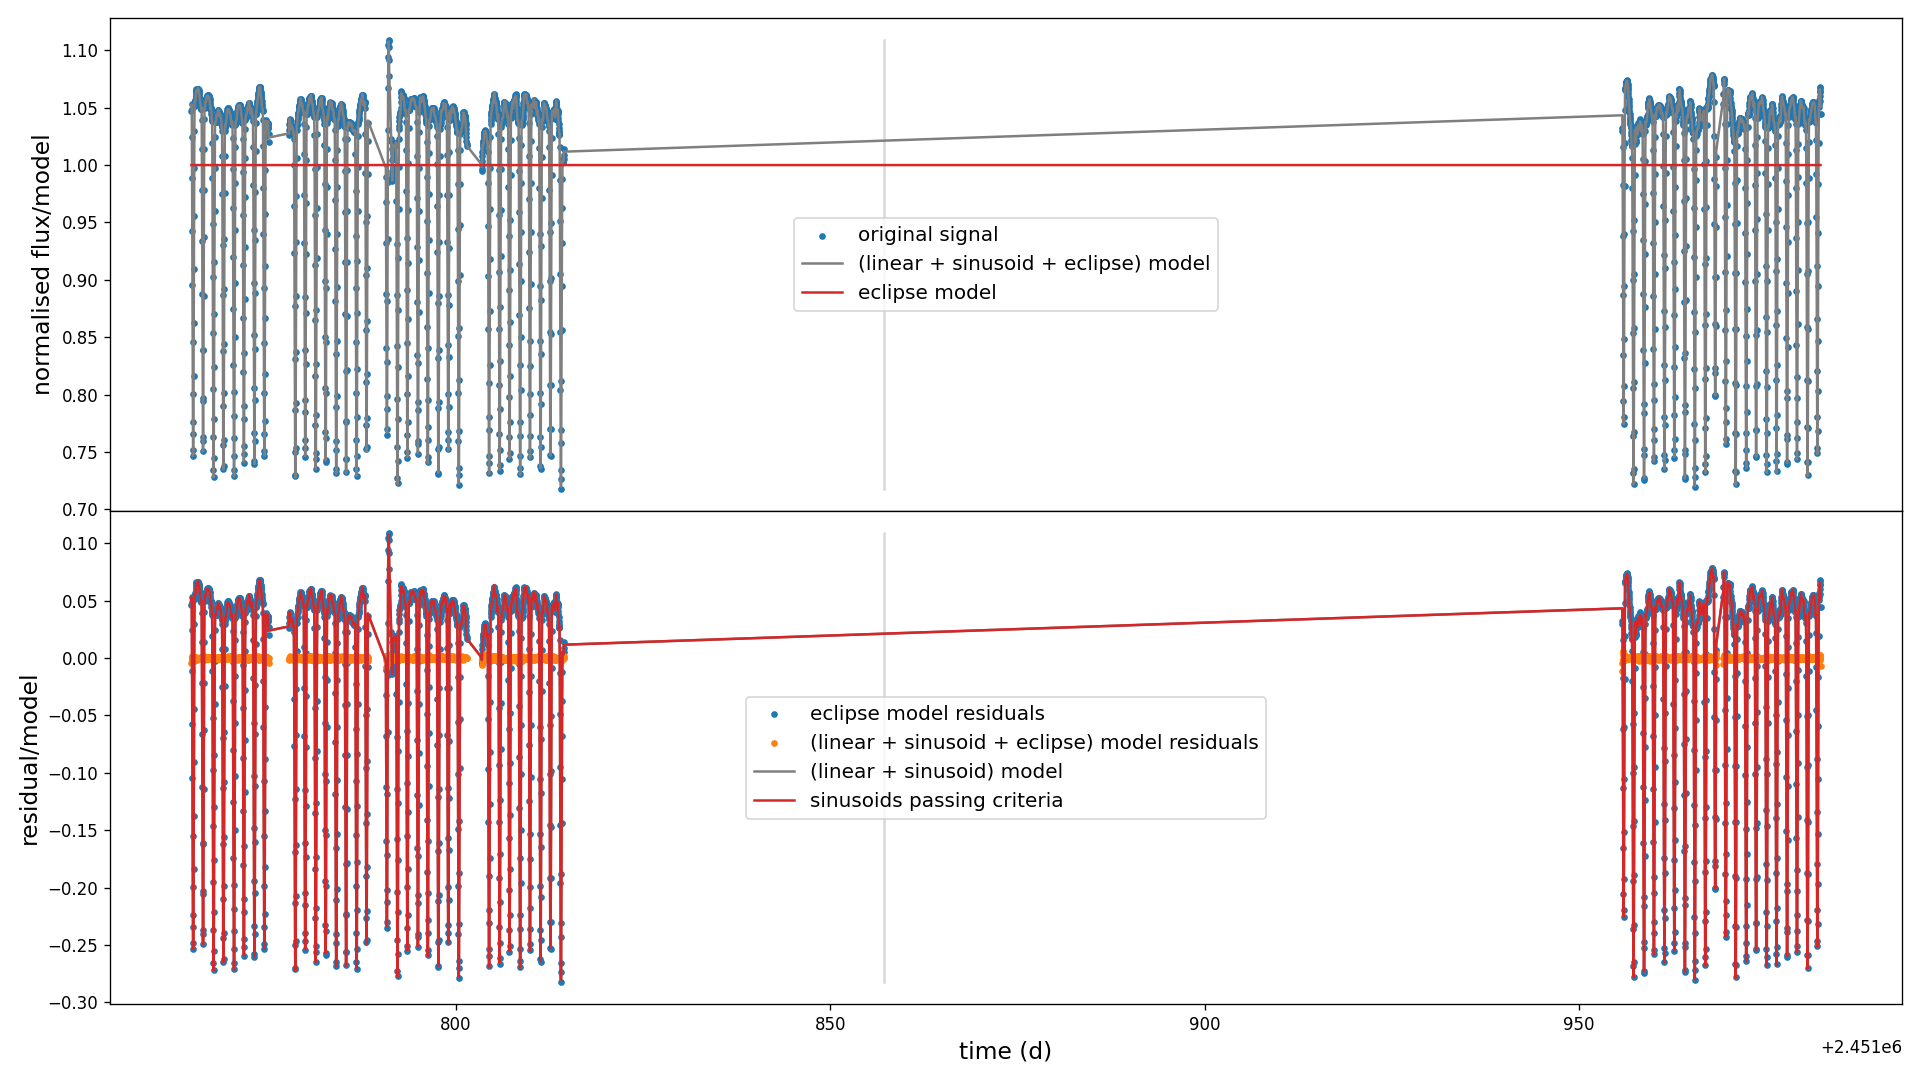 normalised flux/model
1.10
1.05
1.00
0.95
0.90
0.85
0.80
0.75
0.70
original signal
(linear + sinusoid + eclipse) model
eclipse model
residual/model
0.10
0.05
0.00
−0.05
−0.10
−0.15
−0.20
−0.25
−0.30
eclipse model residuals
(linear + sinusoid + eclipse) model residuals
(linear + sinusoid) model
sinusoids passing criteria
800
850
900
950
time (d)
+2.451e6